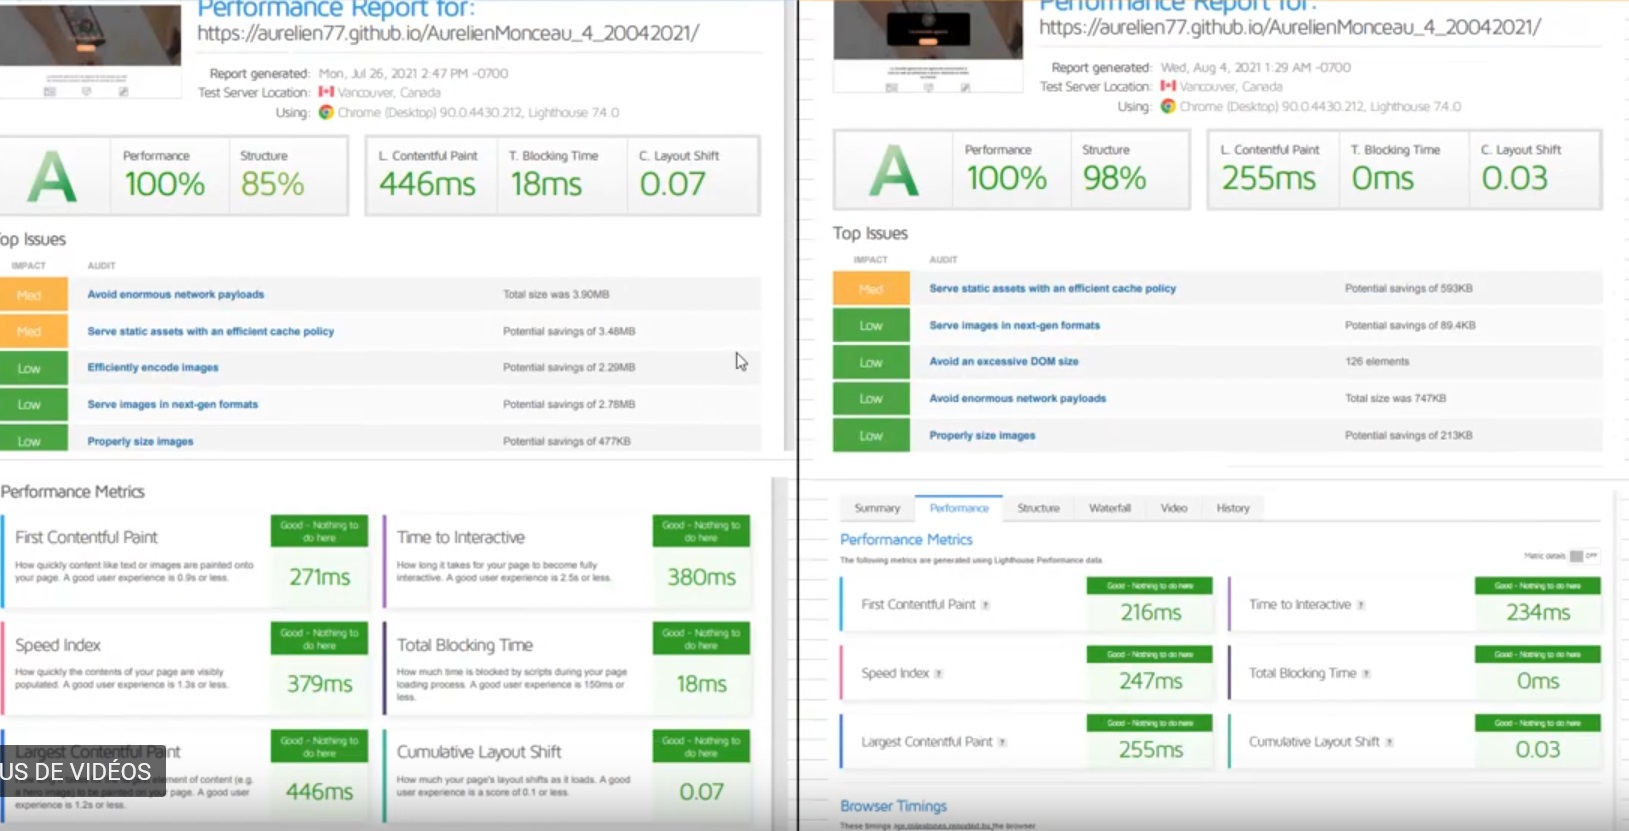 Performance Report for:
https://aurelien77.github.io/AurelienMonceau_4_20042021/
Report generated: Mon, Jul 26, 2021 2:47 PM -0700
Test Server Location: Vancouver, Canada
Using: Chrome (Desktop) 90.0.4430.212, Lighthouse 7.4.0
A
Performance
100%
Structure
85%
L. Contentful Paint
446ms
T. Blocking Time
18ms
C. Layout Shift
0.07
op Issues
IMPACT AUDIT
Med Avoid enormous network payloads Total size was 3.90MB
Med Serve static assets with an efficient cache policy Potential savings of 3.48MB
Low Efficiently encode images Potential savings of 2.29MB
Low Serve images in next-gen formats Potential savings of 2.78MB
Low Properly size images Potential savings of 477KB
Performance Metrics
First Contentful Paint
How quickly content like text or images are painted onto
your page. A good user experience is 0.9s or less.
Good - Nothing to
do here
271ms
Time to Interactive
How long it takes for your page to become fully
interactive. A good user experience is 2.5s or less.
Good - Nothing to
do here
380ms
Speed Index
How quickly the contents of your page are visibly
populated. A good user experience is 1.3s or less.
Good - Nothing to
do here
379ms
Total Blocking Time
How much time is blocked by scripts during your page
loading process. A good user experience is 150ms or
less.
Good - Nothing to
do here
18ms
Largest Contentful Paint
US DE VIDÉOS
element of content (e.g.
a hero image) to be painted on your page. A good user
experience is 1.2s or less.
Good - Nothing to
do here
446ms
Cumulative Layout Shift
How much your page's layout shifts as it loads. A good
user experience is a score of 0.1 or less.
Good - Nothing to
do here
0.07
Performance Report for:
https://aurelien77.github.io/AurelienMonceau_4_20042021/
Report generated: Wed, Aug 4, 2021 1:29 AM -0700
Test Server Location: Vancouver, Canada
Using: Chrome (Desktop) 90.0.4430.212, Lighthouse 7.4.0
A
Performance
100%
Structure
98%
L. Contentful Paint
255ms
T. Blocking Time
0ms
C. Layout Shift
0.03
Top Issues
IMPACT AUDIT
Med Serve static assets with an efficient cache policy Potential savings of 593KB
Low Serve images in next-gen formats Potential savings of 89.4KB
Low Avoid an excessive DOM size 126 elements
Low Avoid enormous network payloads Total size was 747KB
Low Properly size images Potential savings of 213KB
Summary Performance Structure Waterfall Video History
Performance Metrics
The following metrics are generated using Lighthouse Performance data.
Metric details OFF
First Contentful Paint ?
Good - Nothing to do here
216ms
Time to Interactive ?
Good - Nothing to do here
234ms
Speed Index ?
Good - Nothing to do here
247ms
Total Blocking Time ?
Good - Nothing to do here
0ms
Largest Contentful Paint ?
Good - Nothing to do here
255ms
Cumulative Layout Shift ?
Good - Nothing to do here
0.03
Browser Timings
These timings are milestones reported by the browser.